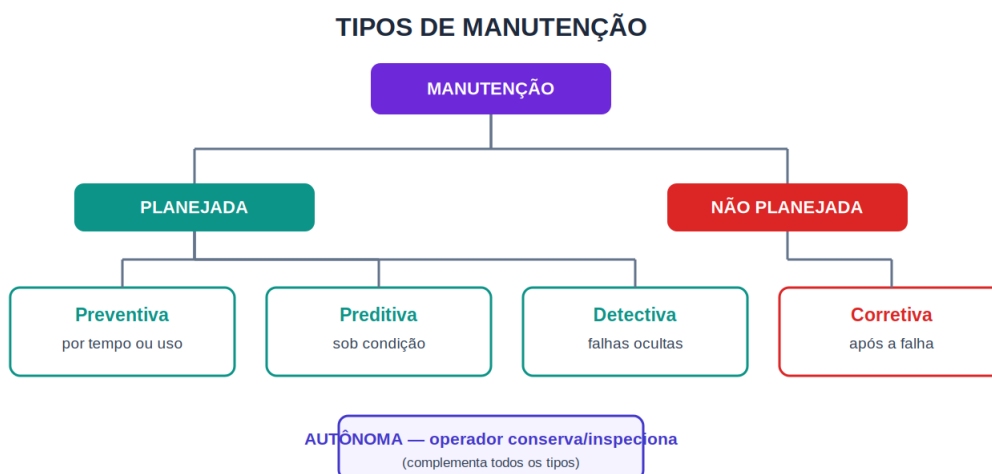 TIPOS DE MANUTENÇÃO
MANUTENÇÃO
PLANEJADA
NÃO PLANEJADA
Preventiva
por tempo ou uso
Preditiva
sob condição
Detectiva
falhas ocultas
Corretiva
após a falha
AUTÔNOMA — operador conserva/inspeciona
(complementa todos os tipos)